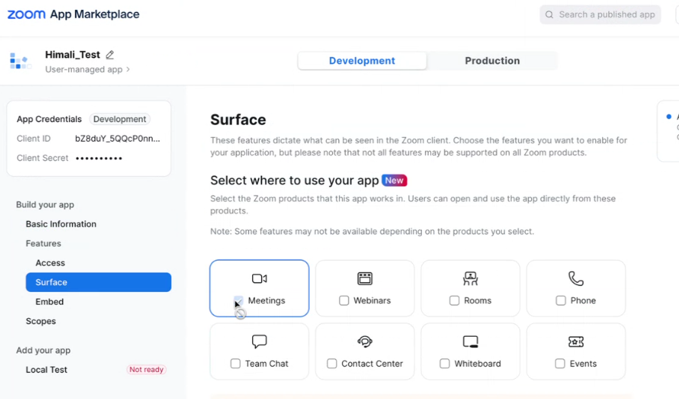 zoom App Marketplace
Search a published app
Himali_Test
User-managed app >
Development
Production
App Credentials Development
Client ID bZ8duY_5QQcP0nn...
Client Secret ••••••••••
Build your app
Basic Information
Features
Access
Surface
Embed
Scopes
Add your app
Local Test Not ready
Surface
These features dictate what can be seen in the Zoom client. Choose the features you want to enable for
your application, but please note that not all features may be supported on all Zoom products.
Select where to use your app New
Select the Zoom products that this app works in. Users can open and use the app directly from these
products.
Note: Some features may not be available depending on the products you select.
Meetings
Webinars
Rooms
Phone
Team Chat
Contact Center
Whiteboard
Events